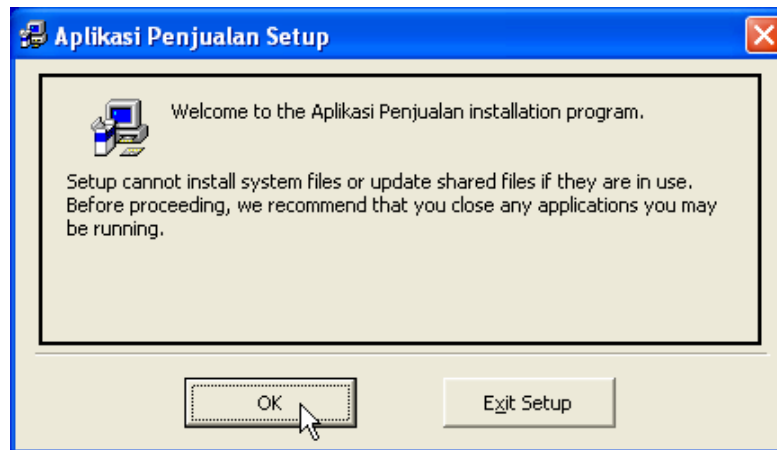 Aplikasi Penjualan Setup
Welcome to the Aplikasi Penjualan installation program.
Setup cannot install system files or update shared files if they are in use.
Before proceeding, we recommend that you close any applications you may
be running.
OK
Exit Setup